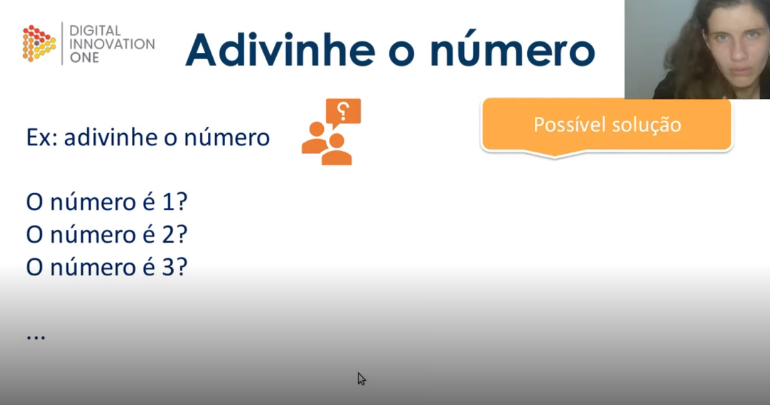 DIGITAL
INNOVATION
ONE
Adivinhe o número
?
Possível solução
Ex: adivinhe o número
O número é 1?
O número é 2?
O número é 3?
...